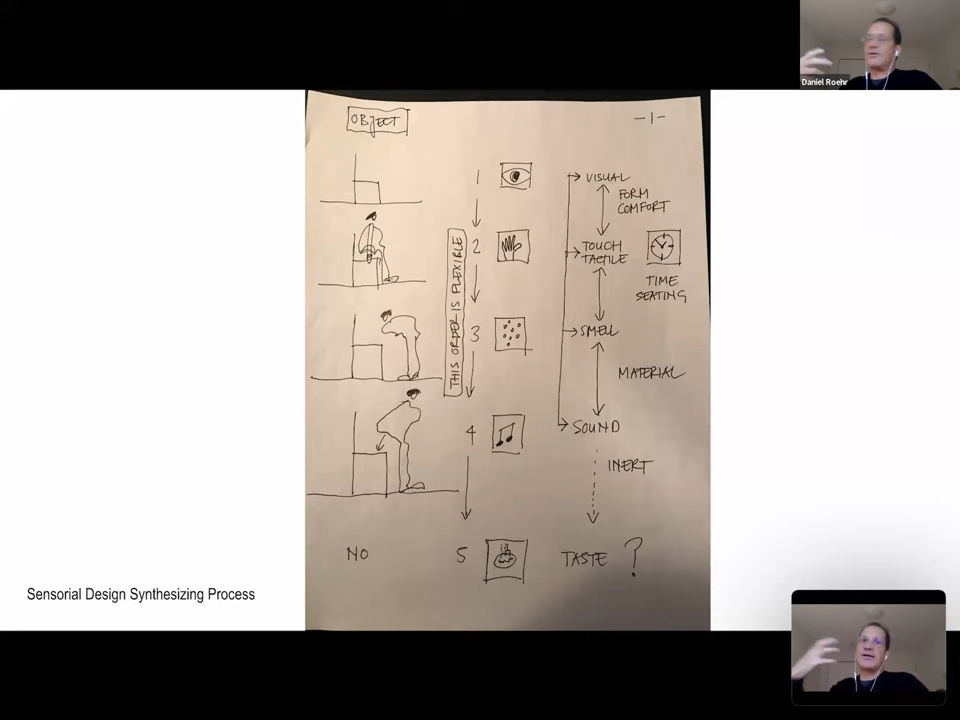 Daniel Roehr
OBJECT
-1-
1
VISUAL
FORM
COMFORT
THIS ORDER IS FLEXIBLE
2
TOUCH
TACTILE
TIME
SEATING
3
SMELL
MATERIAL
4
SOUND
INERT
NO
5
TASTE ?
Sensorial Design Synthesizing Process